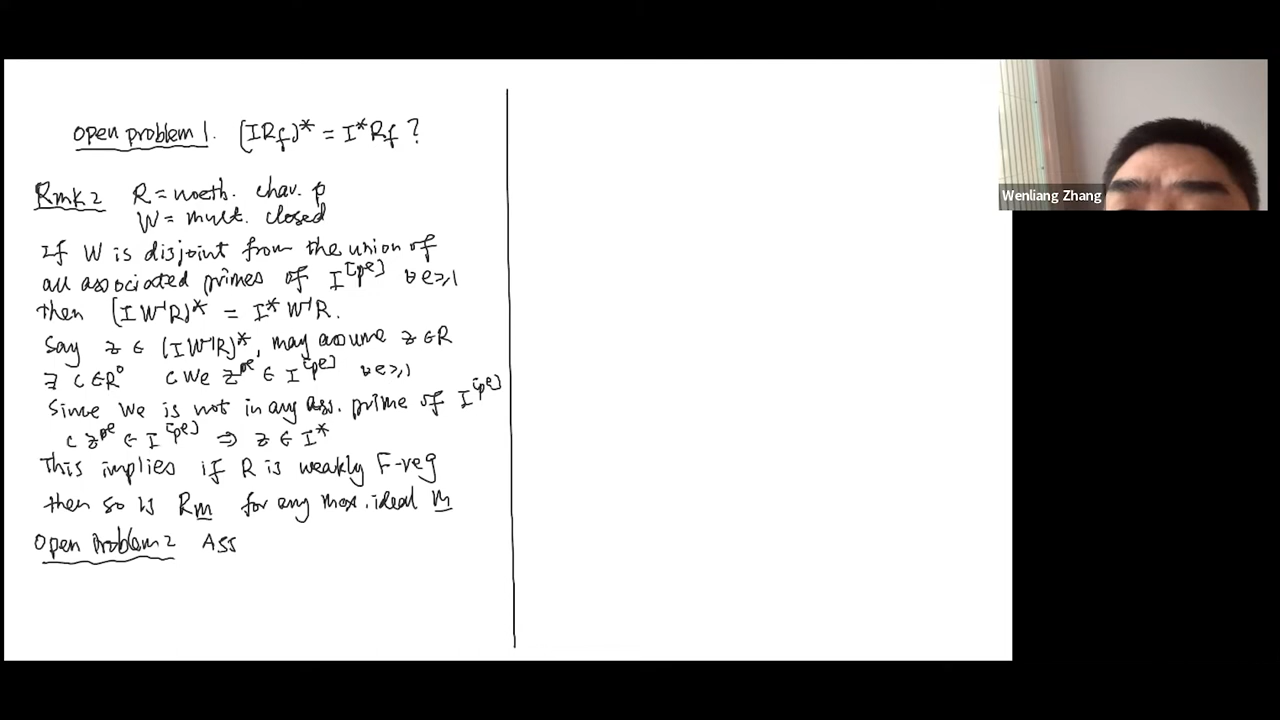 Open problem 1. (IR_f)^* = I^* R_f ?
Rmk 2 R = noeth. char. p
W = mult. closed
If W is disjoint from the union of
all associated primes of I^[p^e] ∀ e≥1
then (I W^-1 R)^* = I^* W^-1 R.
Say z ∈ (I W^-1 R)^*, may assume z ∈ R
∃ c ∈ R° c w_e z^{p^e} ∈ I^[p^e] ∀ e≥1
Since w_e is not in any ass. prime of I^[p^e]
c z^{p^e} ∈ I^[p^e] ⇒ z ∈ I^*
This implies if R is weakly F-reg
then so is R_m for any max. ideal m
Open Problem 2 Ass
Wenliang Zhang